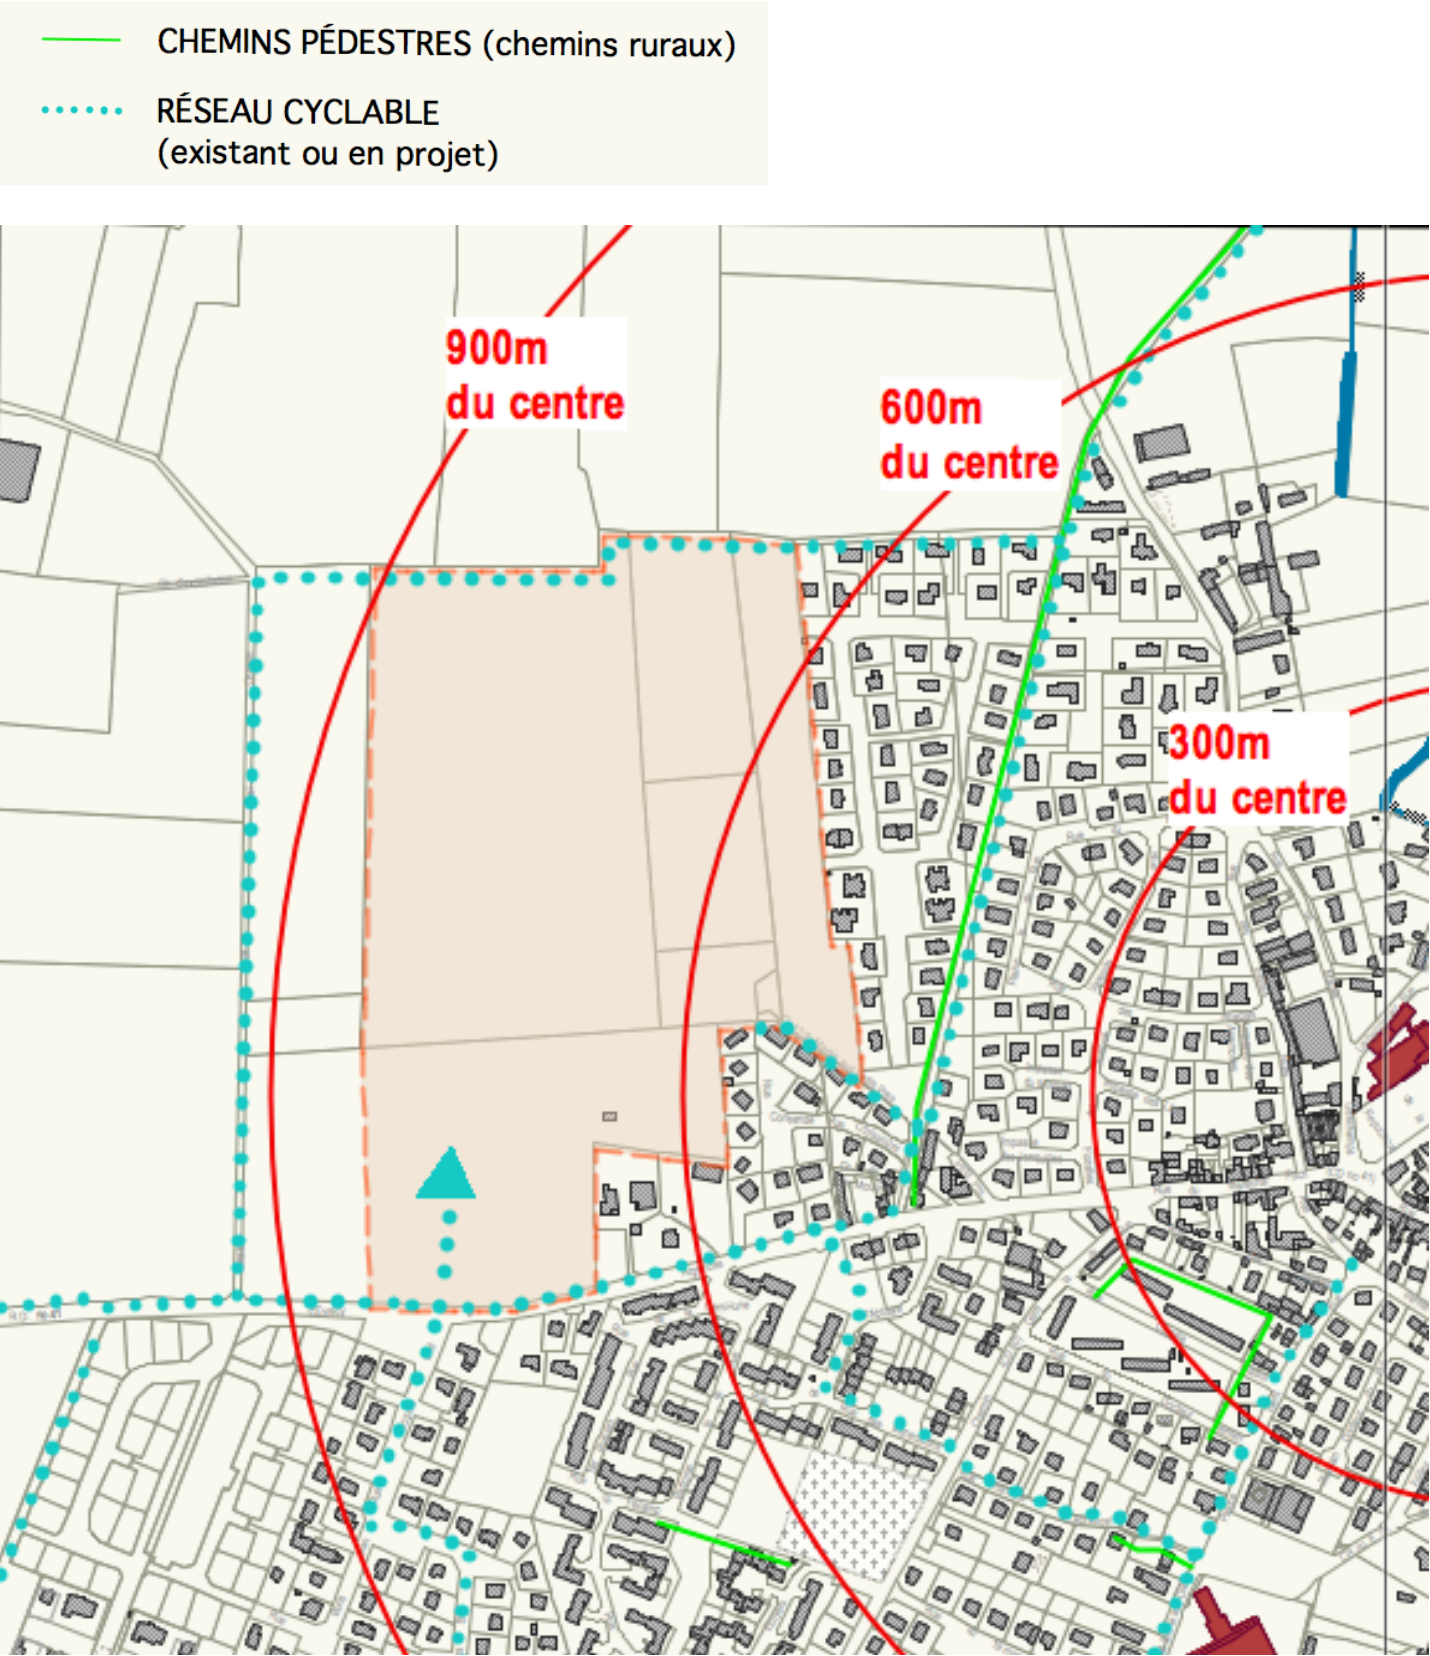 CHEMINS PÉDESTRES (chemins ruraux)
RÉSEAU CYCLABLE
(existant ou en projet)
900m
du centre
600m
du centre
300m
du centre